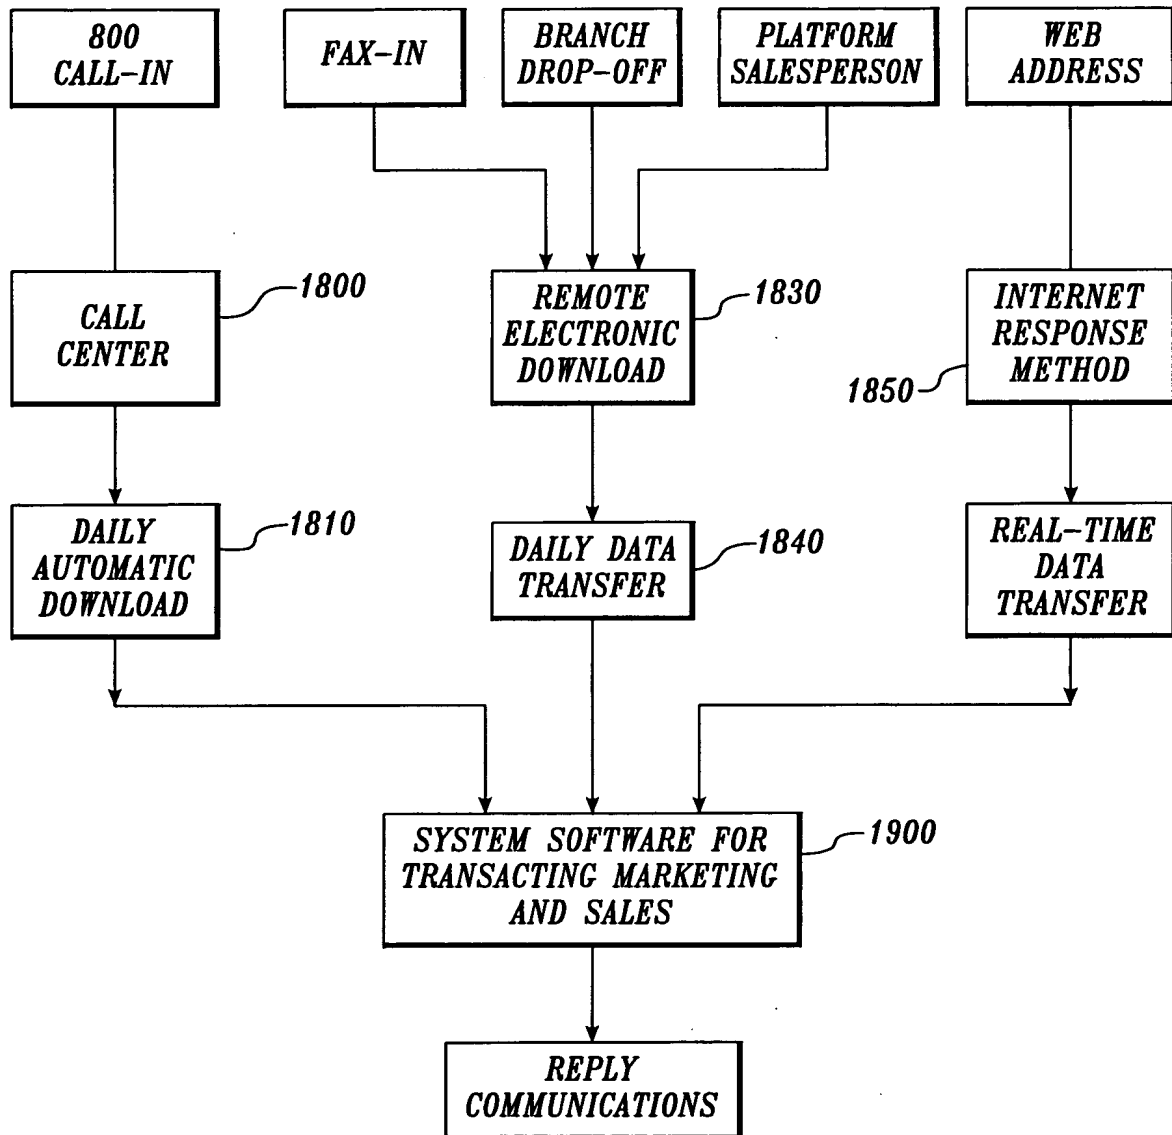 800
CALL-IN
FAX-IN
BRANCH
DROP-OFF
PLATFORM
SALESPERSON
WEB
ADDRESS
CALL
CENTER
1800
REMOTE
ELECTRONIC
DOWNLOAD
1830
INTERNET
RESPONSE
METHOD
1850
DAILY
AUTOMATIC
DOWNLOAD
1810
DAILY DATA
TRANSFER
1840
REAL-TIME
DATA
TRANSFER
SYSTEM SOFTWARE FOR
TRANSACTING MARKETING
AND SALES
1900
REPLY
COMMUNICATIONS